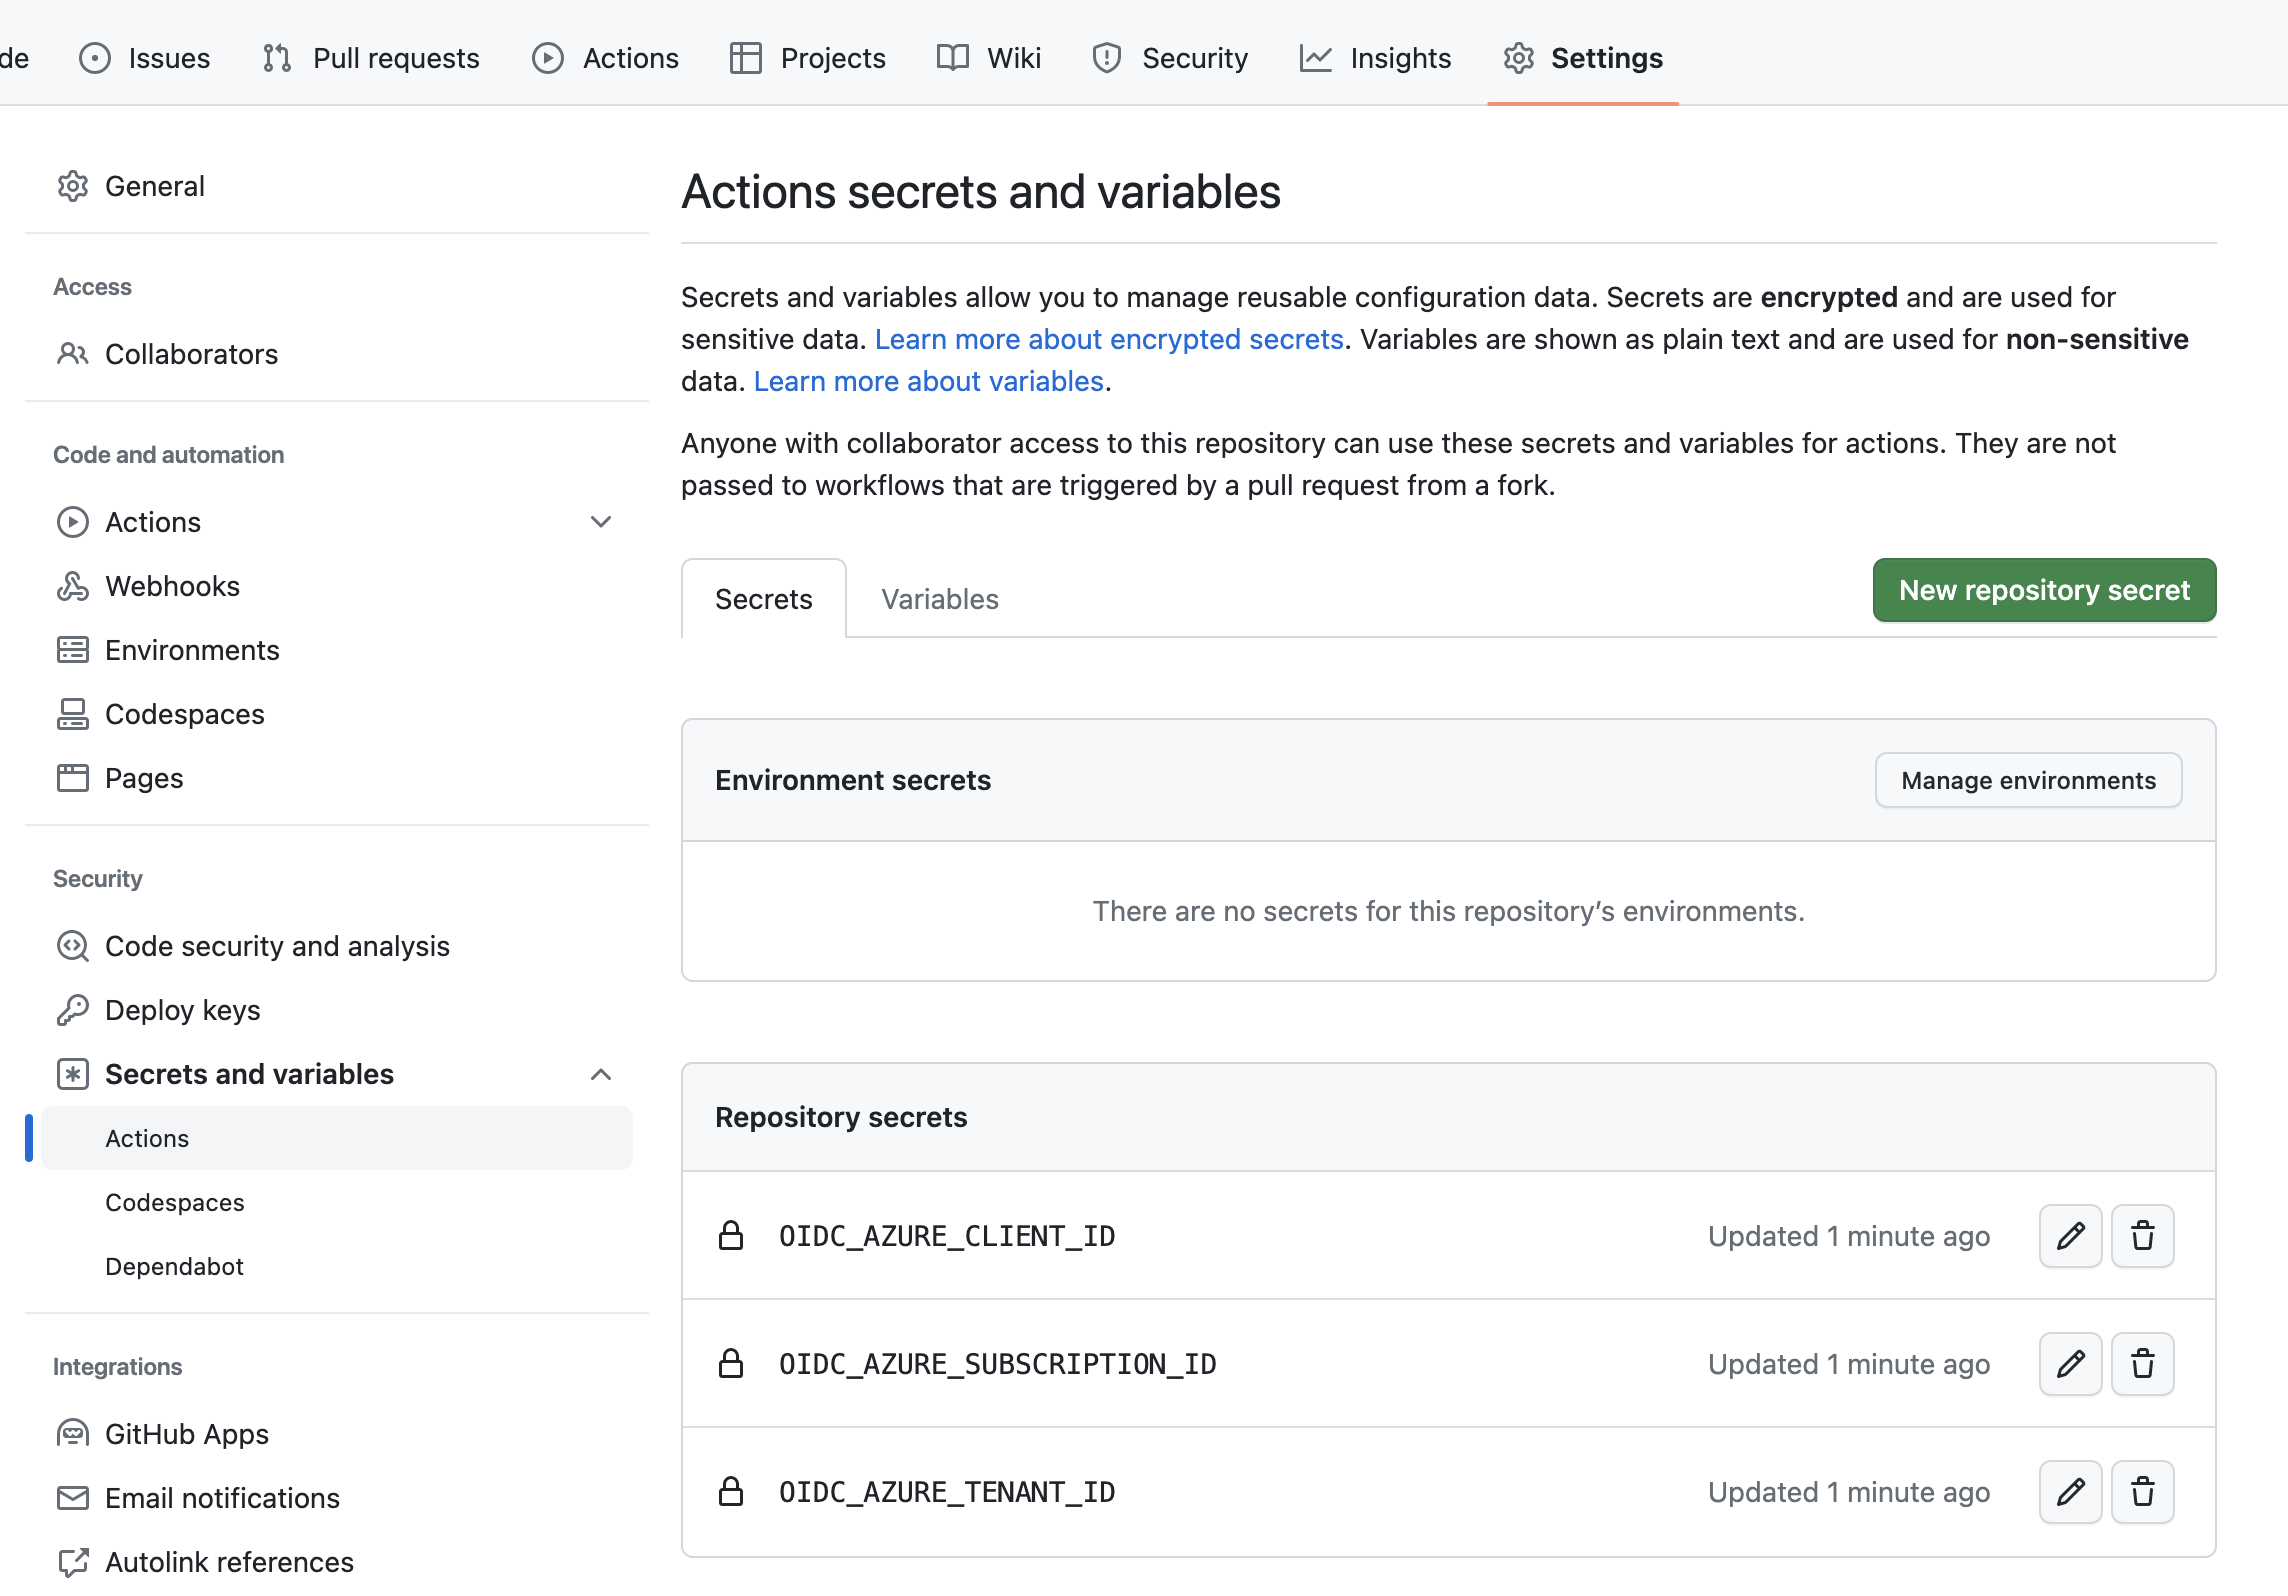 de Issues Pull requests Actions Projects Wiki Security Insights Settings
General
Access
Collaborators
Code and automation
Actions
Webhooks
Environments
Codespaces
Pages
Security
Code security and analysis
Deploy keys
Secrets and variables
Actions
Codespaces
Dependabot
Integrations
GitHub Apps
Email notifications
Autolink references
Actions secrets and variables
Secrets and variables allow you to manage reusable configuration data. Secrets are encrypted and are used for
sensitive data. Learn more about encrypted secrets. Variables are shown as plain text and are used for non-sensitive
data. Learn more about variables.
Anyone with collaborator access to this repository can use these secrets and variables for actions. They are not
passed to workflows that are triggered by a pull request from a fork.
Secrets Variables New repository secret
Environment secrets Manage environments
There are no secrets for this repository’s environments.
Repository secrets
OIDC_AZURE_CLIENT_ID Updated 1 minute ago
OIDC_AZURE_SUBSCRIPTION_ID Updated 1 minute ago
OIDC_AZURE_TENANT_ID Updated 1 minute ago